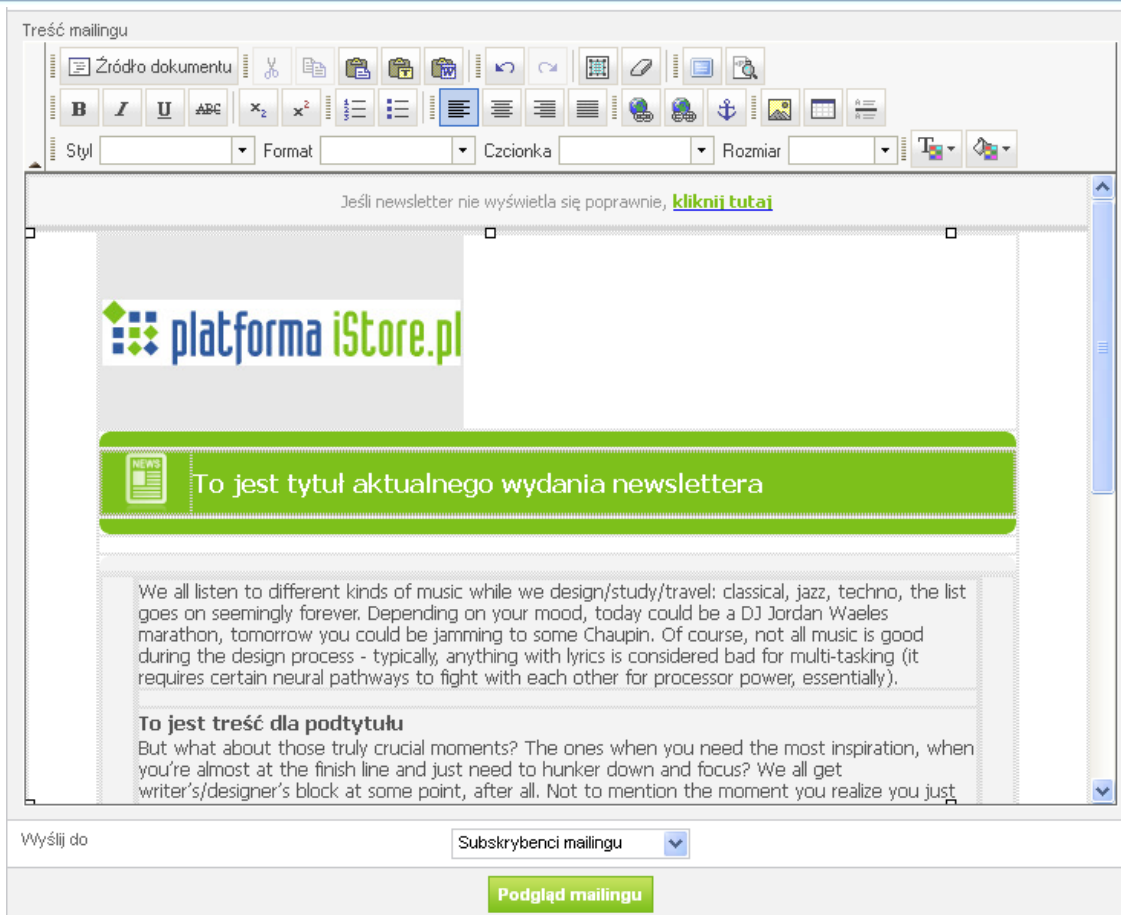 Treść mailingu
Źródło dokumentu
B I U ABC x₂ x²
Styl Format Czcionka Rozmiar
Jeśli newsletter nie wyświetla się poprawnie, kliknij tutaj
platforma iStore.pl
NEWS
To jest tytuł aktualnego wydania newslettera
We all listen to different kinds of music while we design/study/travel: classical, jazz, techno, the list
goes on seemingly forever. Depending on your mood, today could be a DJ Jordan Waeles
marathon, tomorrow you could be jamming to some Chaupin. Of course, not all music is good
during the design process - typically, anything with lyrics is considered bad for multi-tasking (it
requires certain neural pathways to fight with each other for processor power, essentially).
To jest treść dla podtytułu
But what about those truly crucial moments? The ones when you need the most inspiration, when
you're almost at the finish line and just need to hunker down and focus? We all get
writer's/designer's block at some point, after all. Not to mention the moment you realize you just
Wyślij do
Subskrybenci mailingu
Podgląd mailingu